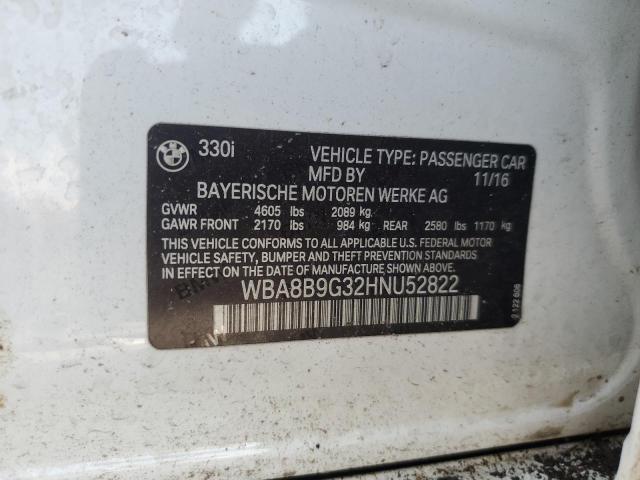 330i VEHICLE TYPE: PASSENGER CAR
MFD BY 11/16
BAYERISCHE MOTOREN WERKE AG
GVWR 4605 lbs 2089 kg
GAWR FRONT 2170 lbs 984 kg REAR 2580 lbs 1170 kg
THIS VEHICLE CONFORMS TO ALL APPLICABLE U.S. FEDERAL MOTOR
VEHICLE SAFETY, BUMPER, AND THEFT PREVENTION STANDARDS
IN EFFECT ON THE DATE OF MANUFACTURE SHOWN ABOVE.
WBA8B9G32HNU52822